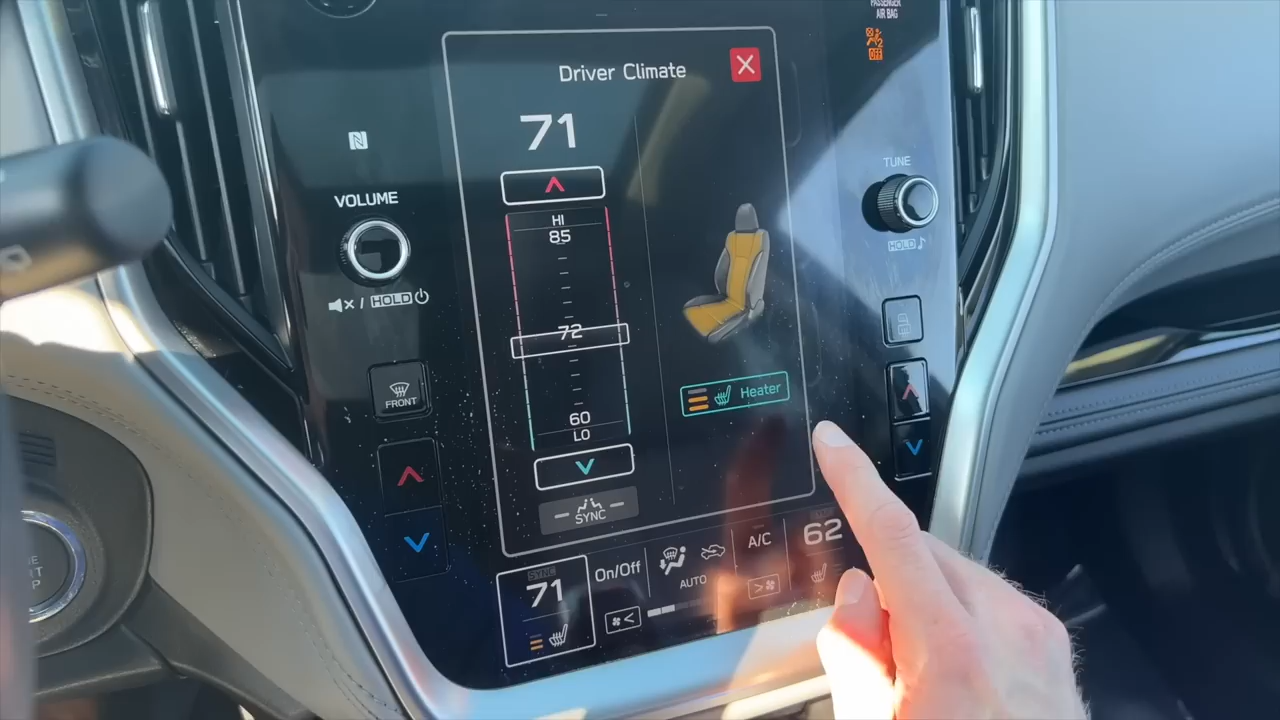 PASSENGER
AIR BAG
OFF
Driver Climate
71
VOLUME
TUNE
HI
85
HOLD
/ HOLD
72
FRONT
Heater
60
LO
SYNC
SYNC
71
On/Off
AUTO
A/C
62